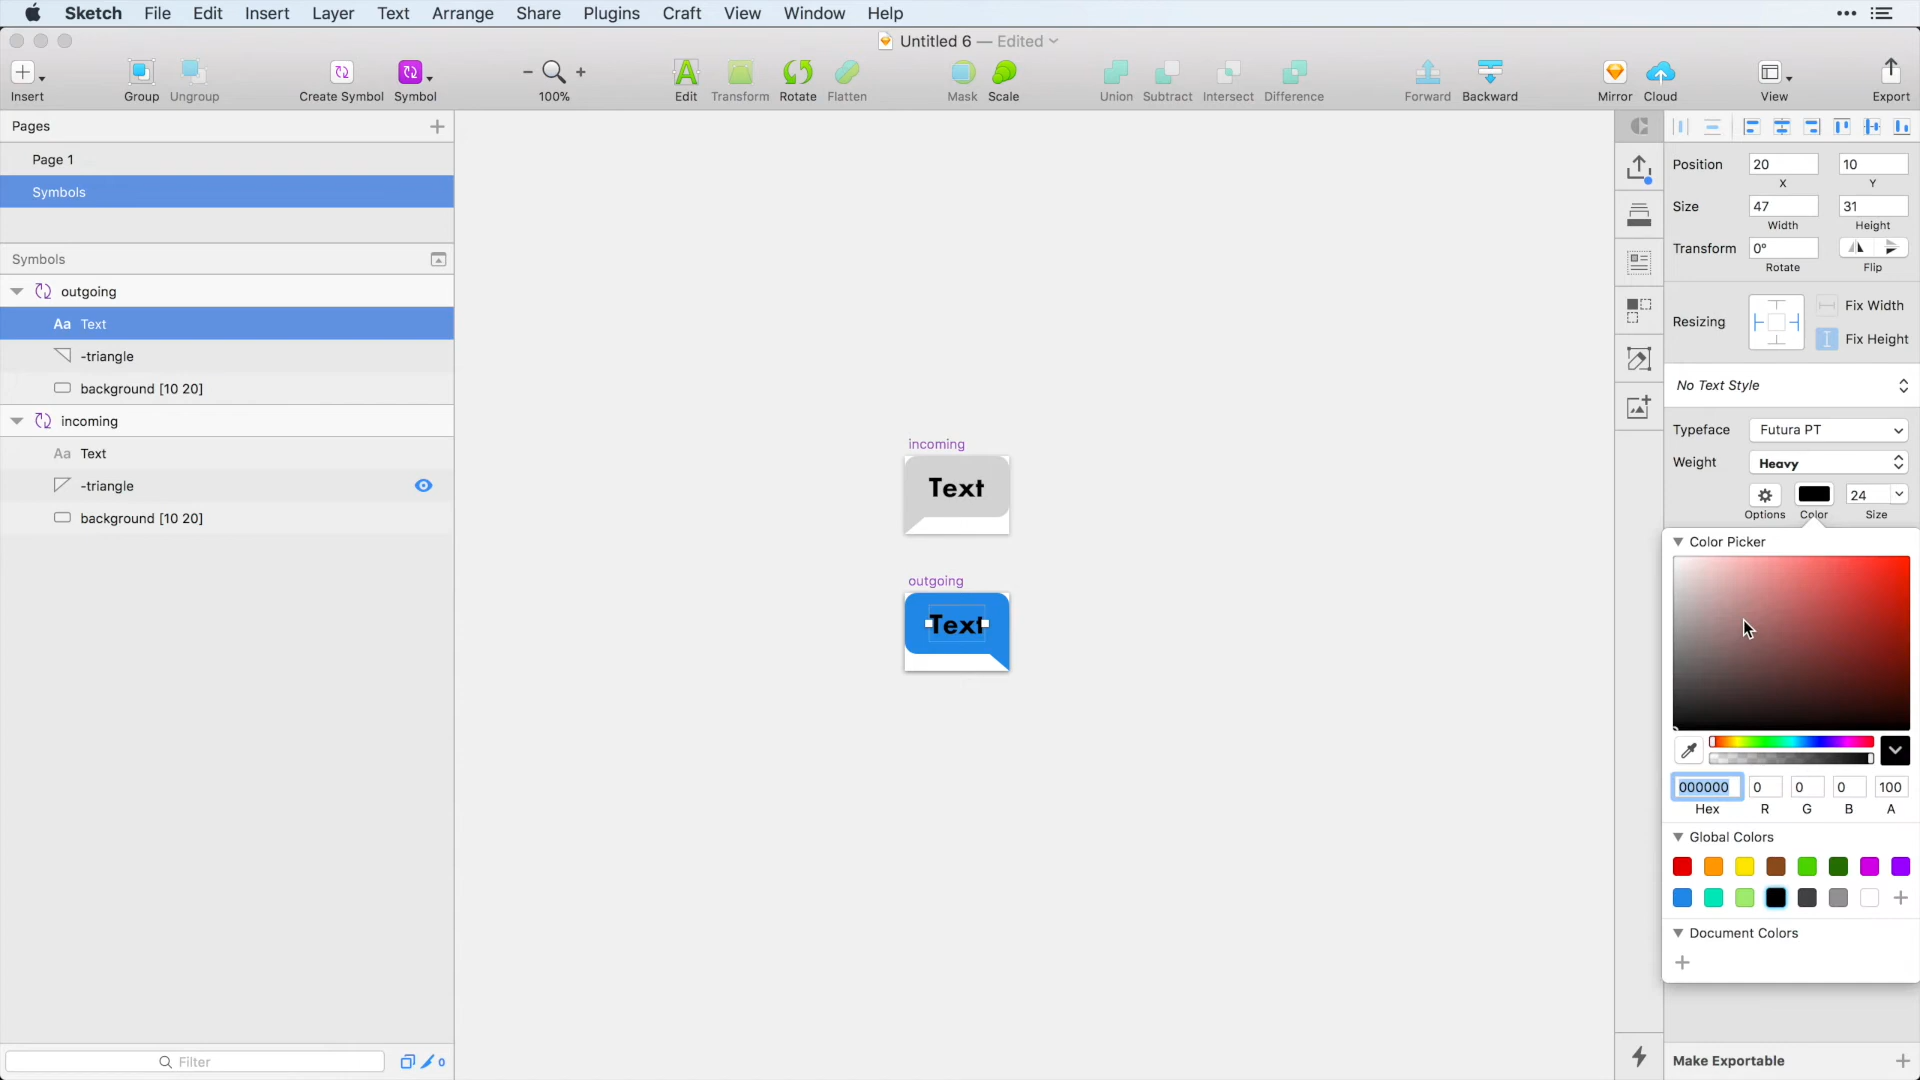 Sketch File Edit Insert Layer Text Arrange Share Plugins Craft View Window Help
Untitled 6 — Edited
Insert Group Ungroup Create Symbol Symbol 100% Edit Transform Rotate Flatten Mask Scale Union Subtract Intersect Difference Forward Backward Mirror Cloud View Export
Pages
Page 1
Symbols
Symbols
outgoing
Aa Text
-triangle
background [10 20]
incoming
Aa Text
-triangle
background [10 20]
Filter
0
incoming
Text
outgoing
Text
Position 20 10
X Y
Size 47 31
Width Height
Transform 0°
Rotate Flip
Resizing
Fix Width
Fix Height
No Text Style
Typeface Futura PT
Weight Heavy
24
Options Color Size
Color Picker
000000 0 0 0 100
Hex R G B A
Global Colors
Document Colors
Make Exportable